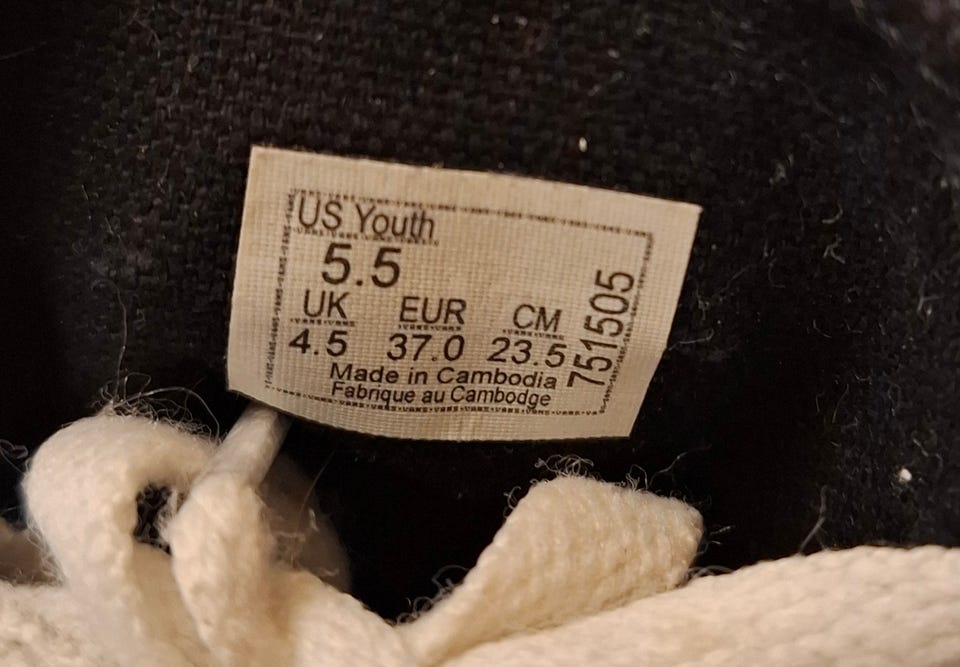 US Youth
5.5
UK EUR CM
4.5 37.0 23.5
Made in Cambodia
Fabrique au Cambodge
751505